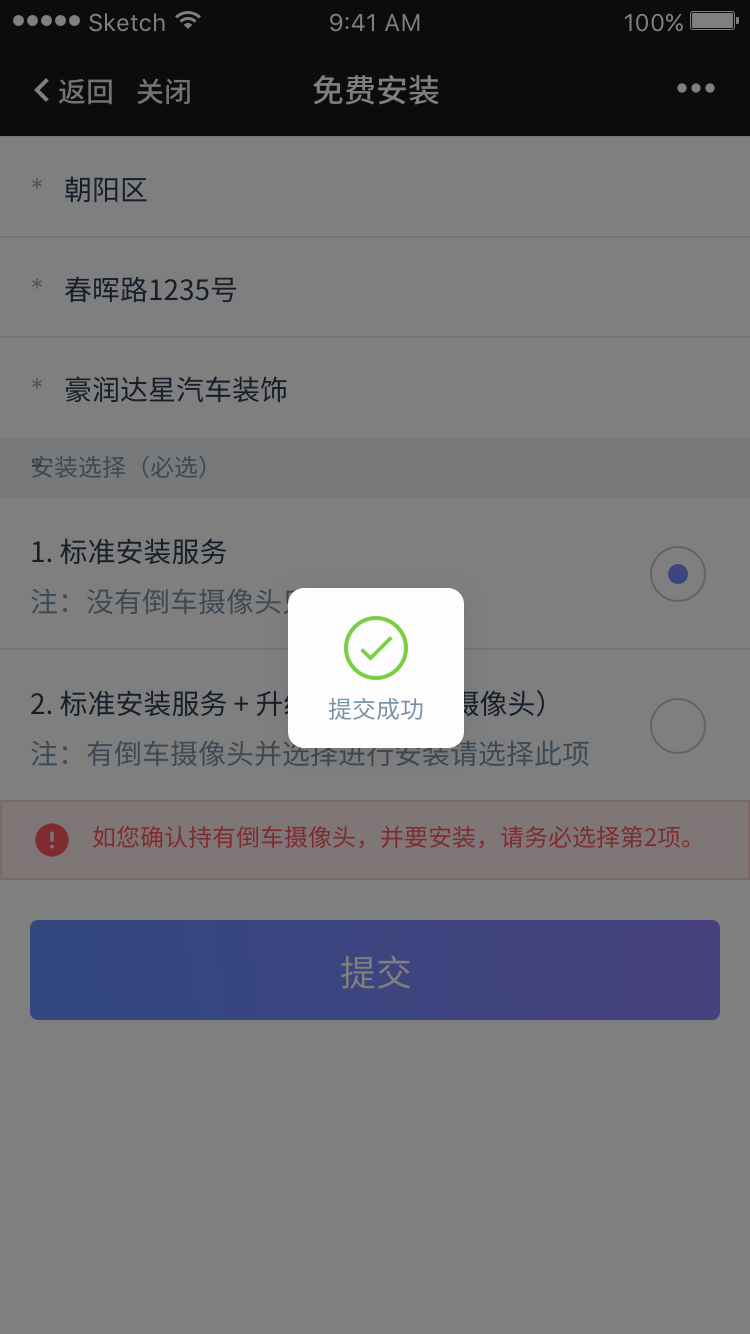 Sketch 9:41 AM 100%
返回 关闭 免费安装
* 朝阳区
* 春晖路1235号
* 豪润达星汽车装饰
安装选择（必选）
1. 标准安装服务
注：没有倒车摄像头
提交成功
2. 标准安装服务 + 升 摄像头）
注：有倒车摄像头并选择进行安装请选择此项
如您确认持有倒车摄像头，并要安装，请务必选择第2项。
提交